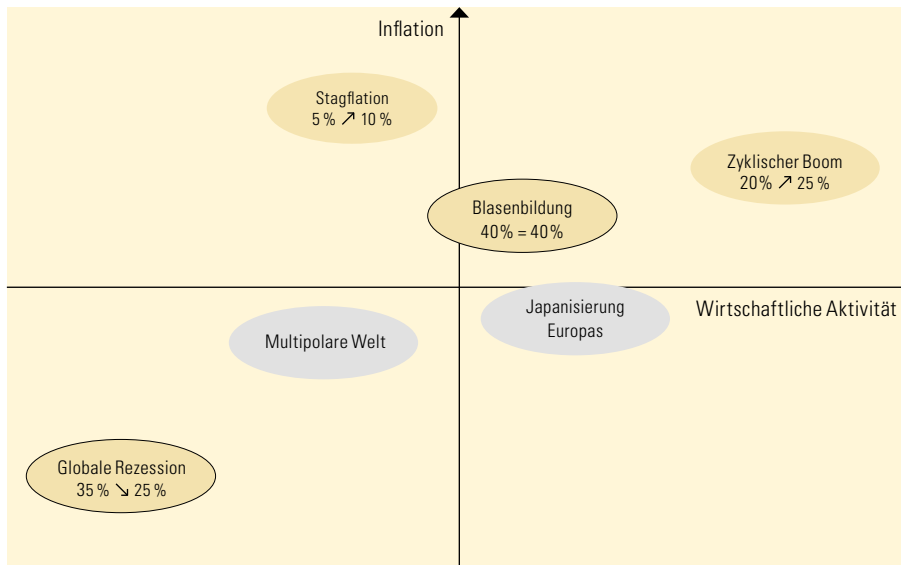 Inflation
Stagflation
5 % ↗ 10 %
Zyklischer Boom
20% ↗ 25 %
Blasenbildung
40% = 40%
Japanisierung
Europas
Wirtschaftliche Aktivität
Multipolare Welt
Globale Rezession
35 % ↘ 25 %